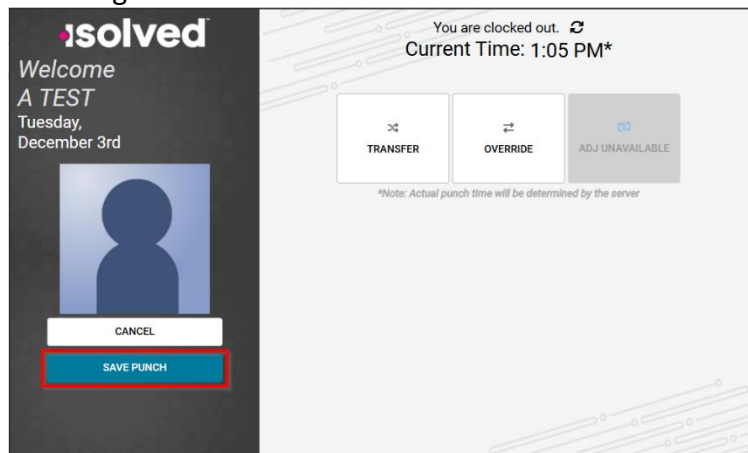 isolved
Welcome
A TEST
Tuesday,
December 3rd
CANCEL
SAVE PUNCH
You are clocked out.
Current Time: 1:05 PM*
TRANSFER
OVERRIDE
ADJ UNAVAILABLE
*Note: Actual punch time will be determined by the server